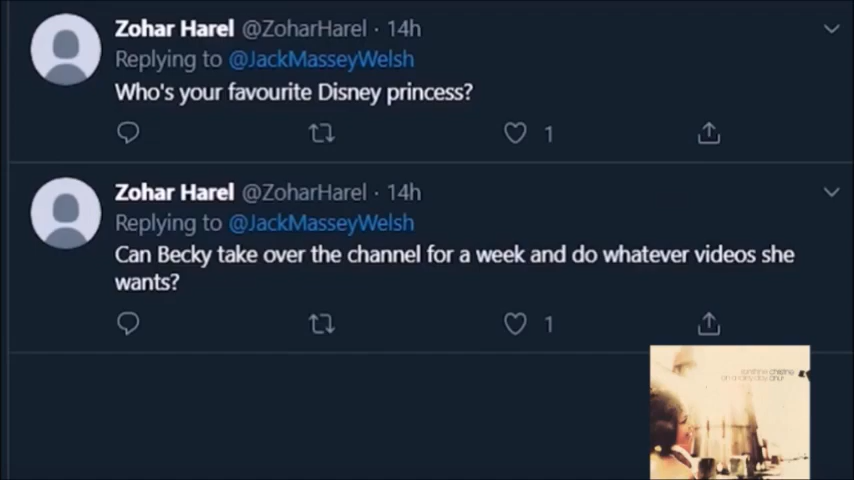 Zohar Harel @ZoharHarel · 14h
Replying to @JackMasseyWelsh
Who's your favourite Disney princess?
1
Zohar Harel @ZoharHarel · 14h
Replying to @JackMasseyWelsh
Can Becky take over the channel for a week and do whatever videos she
wants?
1